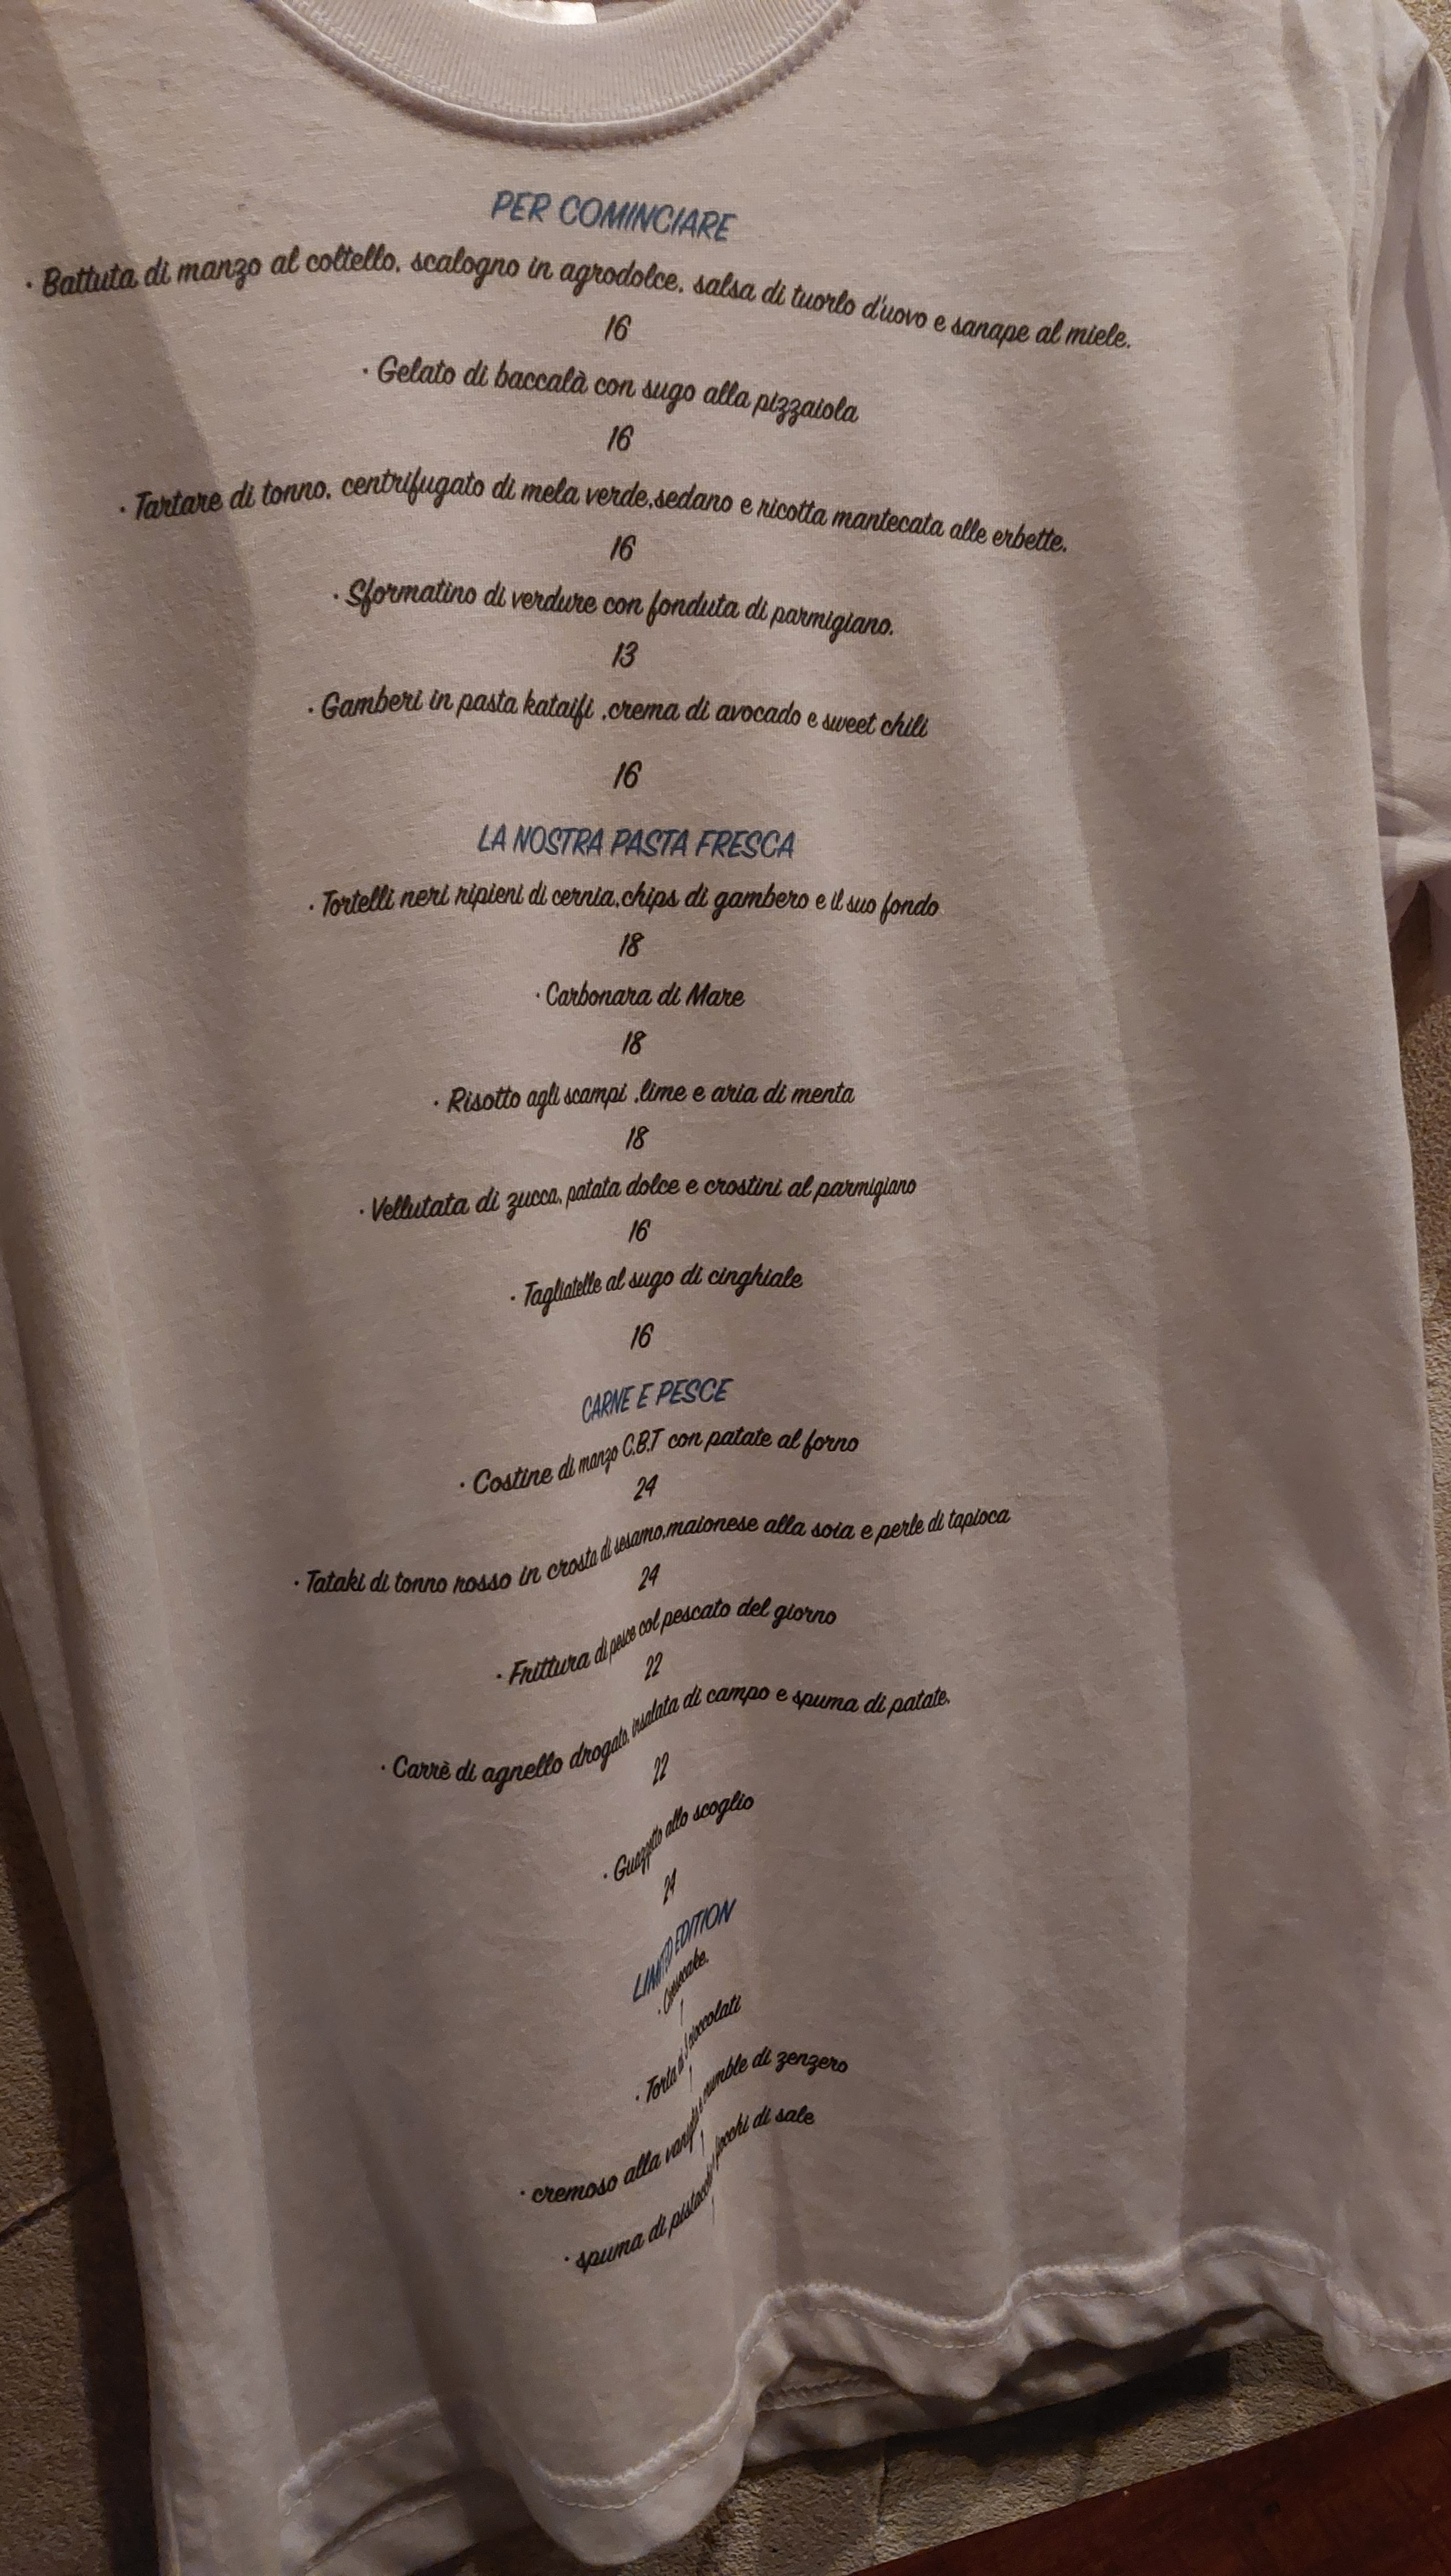 PER COMINCIARE
· Battuta di manzo al coltello, scalogno in agrodolce, salsa di tuorlo d'uovo e sanape al miele.
16
· Gelato di baccalà con sugo alla pizzaiola
16
· Tartare di tonno, centrifugato di mela verde,sedano e ricotta mantecata alle erbette.
16
· Sformatino di verdure con fonduta di parmigiano.
13
· Gamberi in pasta kataifi ,crema di avocado e sweet chili
16
LA NOSTRA PASTA FRESCA
· Tortelli neri ripieni di cernia,chips di gambero e il suo fondo
18
· Carbonara di Mare
18
· Risotto agli scampi ,lime e aria di menta
18
· Vellutata di zucca, patata dolce e crostini al parmigiano
16
· Tagliatelle al sugo di cinghiale
16
CARNE E PESCE
· Costine di manzo C.B.T con patate al forno
24
· Tataki di tonno rosso in crosta di sesamo,maionese alla soia e perle di tapioca
24
· Frittura di pesce col pescato del giorno
22
· Carrè di agnello drogato, insalata di campo e spuma di patate.
22
· Guazzetto allo scoglio
24
LIMITED EDITION
· Torta
· cremoso alla crumble di zenzero
· spuma di fiocchi di sale